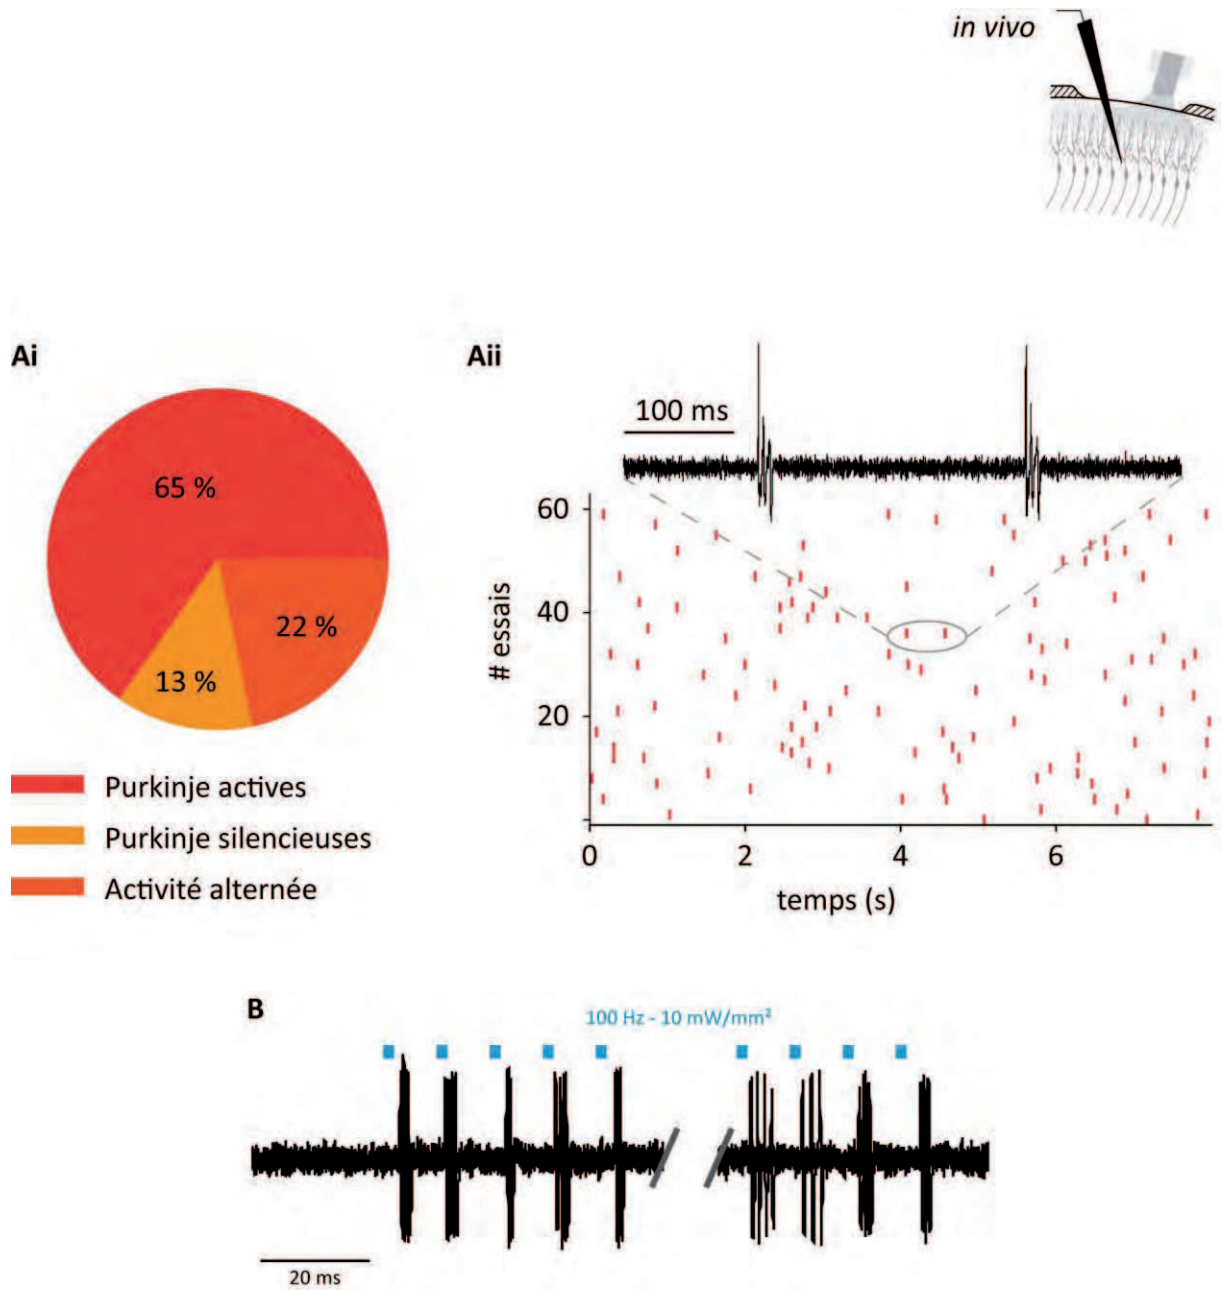 in vivo
Ai
Aii
65 %
22 %
13 %
Purkinje actives
Purkinje silencieuses
Activité alternée
100 ms
60
40
20
# essais
0
2
4
6
temps (s)
B
100 Hz - 10 mW/mm²
20 ms